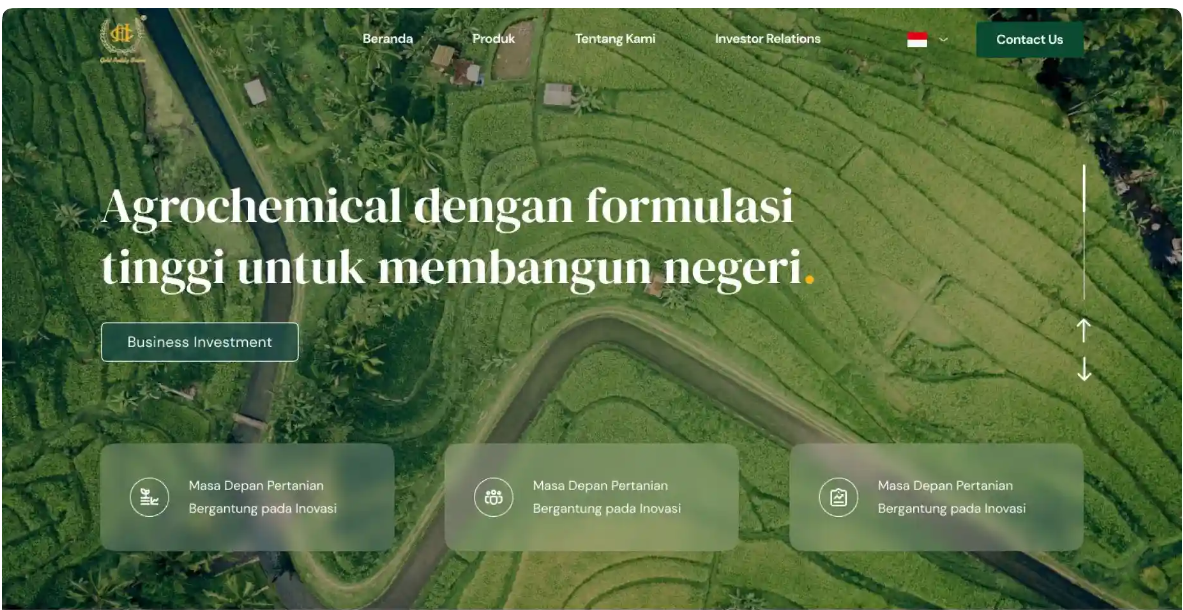 Beranda
Produk
Tentang Kami
Investor Relations
Contact Us
Agrochemical dengan formulasi
tinggi untuk membangun negeri.
Business Investment
Masa Depan Pertanian
Bergantung pada Inovasi
Masa Depan Pertanian
Bergantung pada Inovasi
Masa Depan Pertanian
Bergantung pada Inovasi